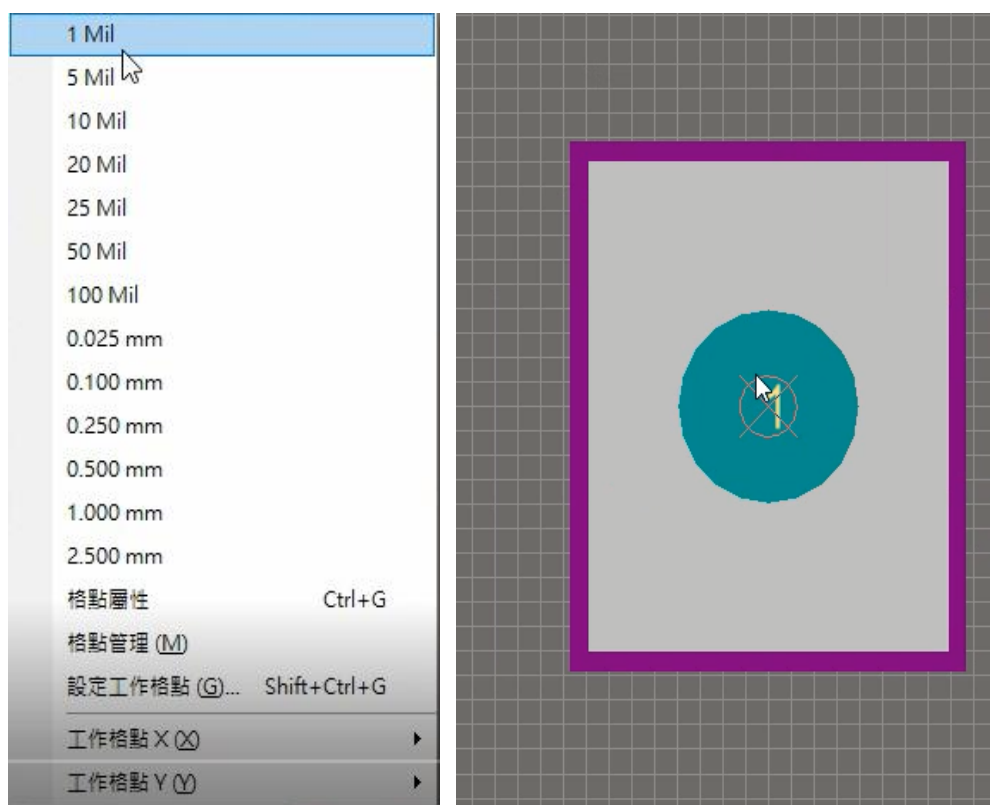 1 Mil
5 Mil
10 Mil
20 Mil
25 Mil
50 Mil
100 Mil
0.025 mm
0.100 mm
0.250 mm
0.500 mm
1.000 mm
2.500 mm
格點屬性 Ctrl+G
格點管理 (M)
設定工作格點 (G)... Shift+Ctrl+G
工作格點 X (X)
工作格點 Y (Y)
1